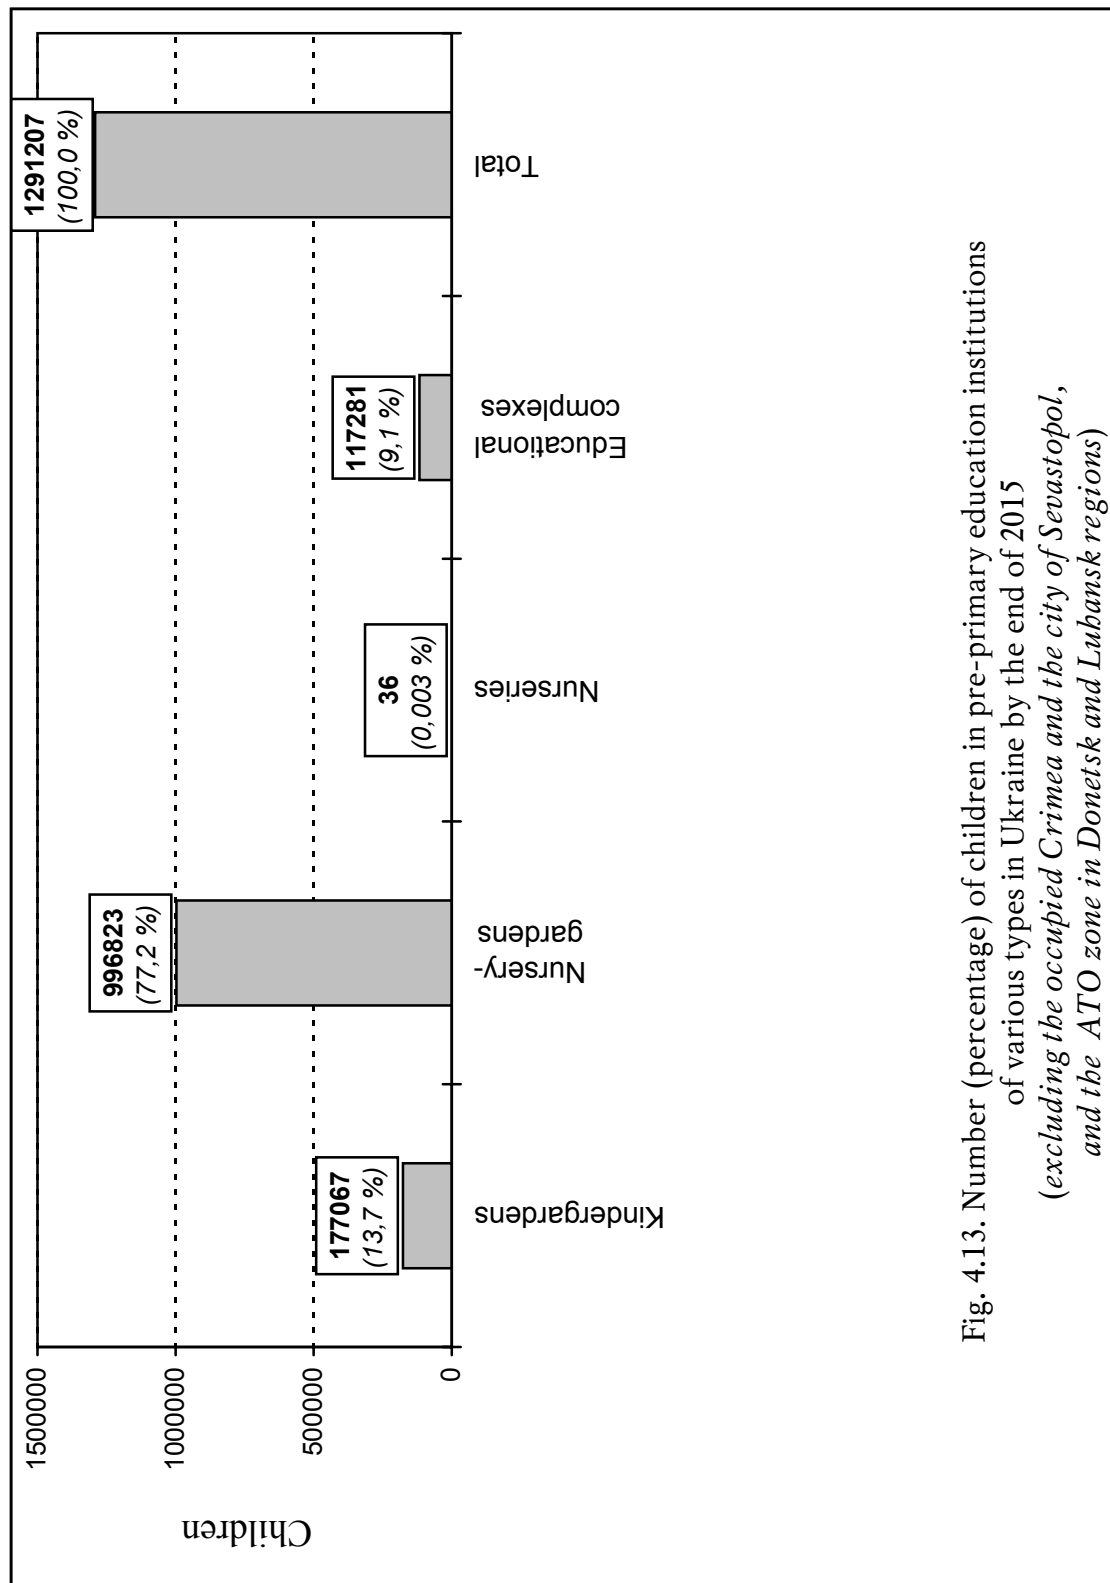 Children
1500000
1000000
500000
0
177067
(13,7 %)
996823
(77,2 %)
36
(0,003 %)
117281
(9,1 %)
1291207
(100,0 %)
Kindergardens
Nursery-
gardens
Nurseries
Educational
complexes
Total
Fig. 4.13. Number (percentage) of children in pre-primary education institutions
of various types in Ukraine by the end of 2015
(excluding the occupied Crimea and the city of Sevastopol,
and the ATO zone in Donetsk and Luhansk regions)